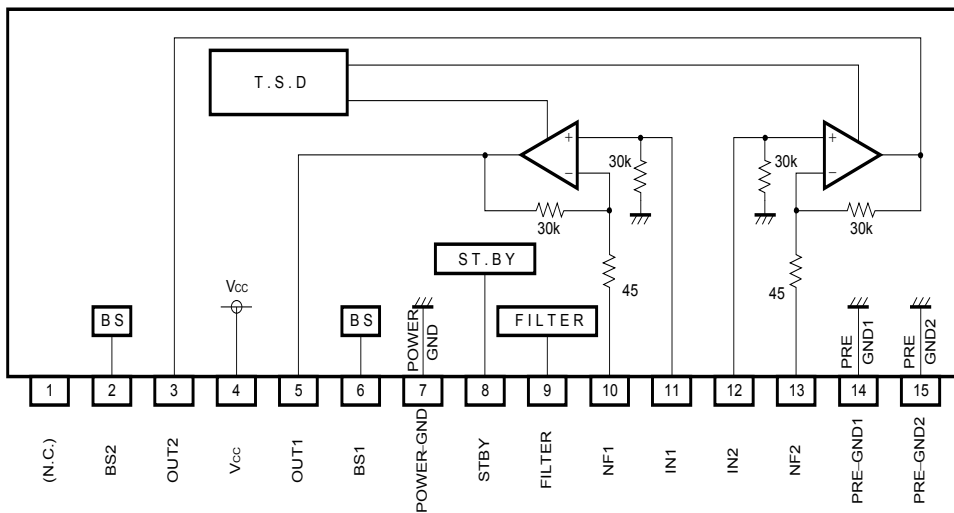 T.S.D
+
−
30k
30k
+
−
30k
30k
ST.BY
45
45
VCC
BS
BS
POWER
GND
FILTER
PRE
GND1
PRE
GND2
1
2
3
4
5
6
7
8
9
10
11
12
13
14
15
(N.C.)
BS2
OUT2
VCC
OUT1
BS1
POWER–GND
STBY
FILTER
NF1
IN1
IN2
NF2
PRE–GND1
PRE–GND2